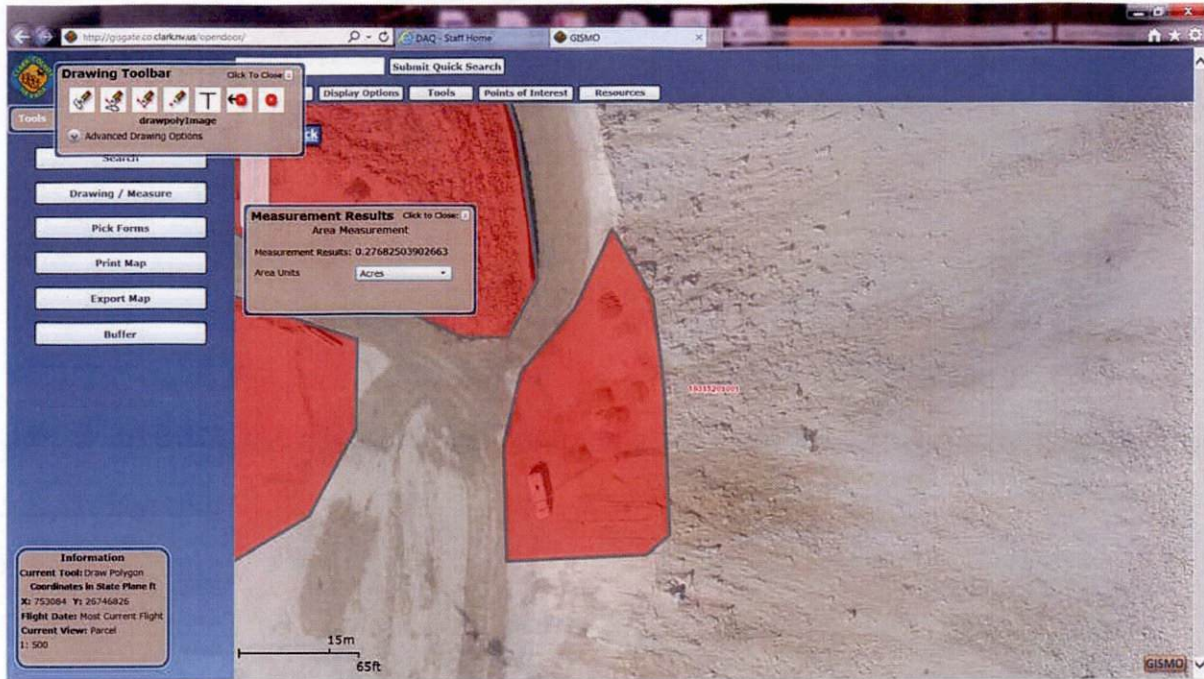 http://gisgate.co.clark.nv.us/opendoor/
DAQ - Staff Home
GISMO
Submit Quick Search
Drawing Toolbar
Click To Close
Display Options
Tools
Points of Interest
Resources
drawpolyImage
Advanced Drawing Options
Tools
Search
Drawing / Measure
Pick Forms
Print Map
Export Map
Buffer
Measurement Results
Click to Close:
Area Measurement
Measurement Results: 0.27682503902663
Area Units
Acres
Information
Current Tool: Draw Polygon
Coordinates in State Plane ft
X: 753084 Y: 26746826
Flight Date: Most Current Flight
Current View: Parcel
1: 500
15m
65ft
GISMO